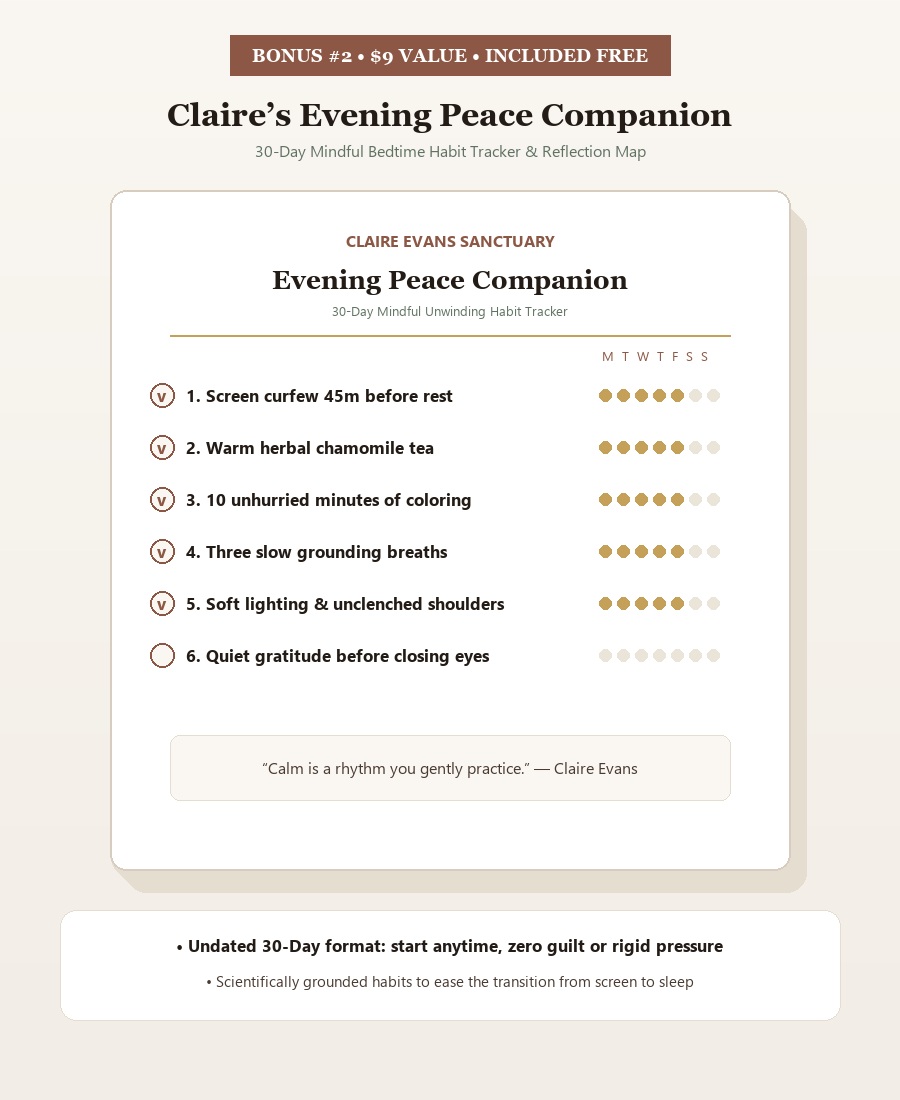 BONUS #2 • $9 VALUE • INCLUDED FREE
Claire’s Evening Peace Companion
30-Day Mindful Bedtime Habit Tracker & Reflection Map
CLAIRE EVANS SANCTUARY
Evening Peace Companion
30-Day Mindful Unwinding Habit Tracker
M T W T F S S
v 1. Screen curfew 45m before rest
v 2. Warm herbal chamomile tea
v 3. 10 unhurried minutes of coloring
v 4. Three slow grounding breaths
v 5. Soft lighting & unclenched shoulders
6. Quiet gratitude before closing eyes
“Calm is a rhythm you gently practice.” — Claire Evans
• Undated 30-Day format: start anytime, zero guilt or rigid pressure
• Scientifically grounded habits to ease the transition from screen to sleep